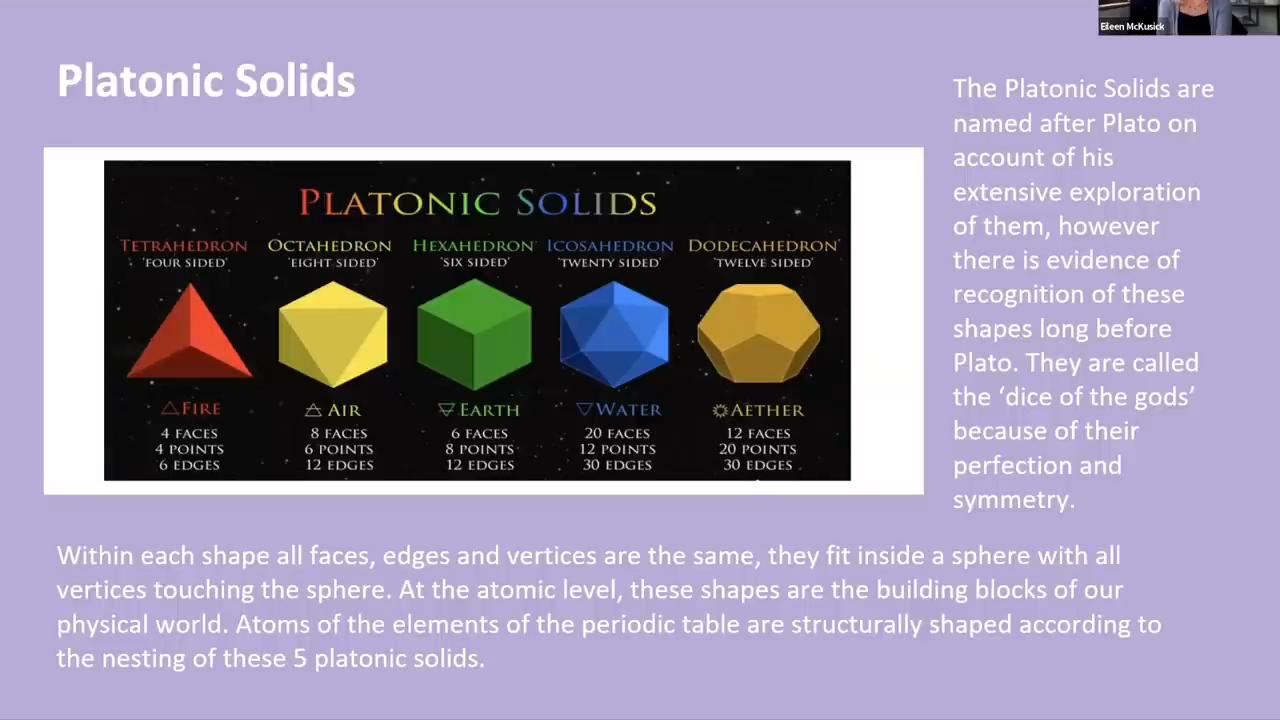 Eileen McKusick
Platonic Solids
PLATONIC SOLIDS
TETRAHEDRON OCTAHEDRON HEXAHEDRON ICOSAHEDRON DODECAHEDRON
'FOUR SIDED' 'EIGHT SIDED' 'SIX SIDED' 'TWENTY SIDED' 'TWELVE SIDED'
FIRE AIR EARTH WATER AETHER
4 FACES 8 FACES 6 FACES 20 FACES 12 FACES
4 POINTS 6 POINTS 8 POINTS 12 POINTS 20 POINTS
6 EDGES 12 EDGES 12 EDGES 30 EDGES 30 EDGES
The Platonic Solids are
named after Plato on
account of his
extensive exploration
of them, however
there is evidence of
recognition of these
shapes long before
Plato. They are called
the ‘dice of the gods’
because of their
perfection and
symmetry.
Within each shape all faces, edges and vertices are the same, they fit inside a sphere with all
vertices touching the sphere. At the atomic level, these shapes are the building blocks of our
physical world. Atoms of the elements of the periodic table are structurally shaped according to
the nesting of these 5 platonic solids.